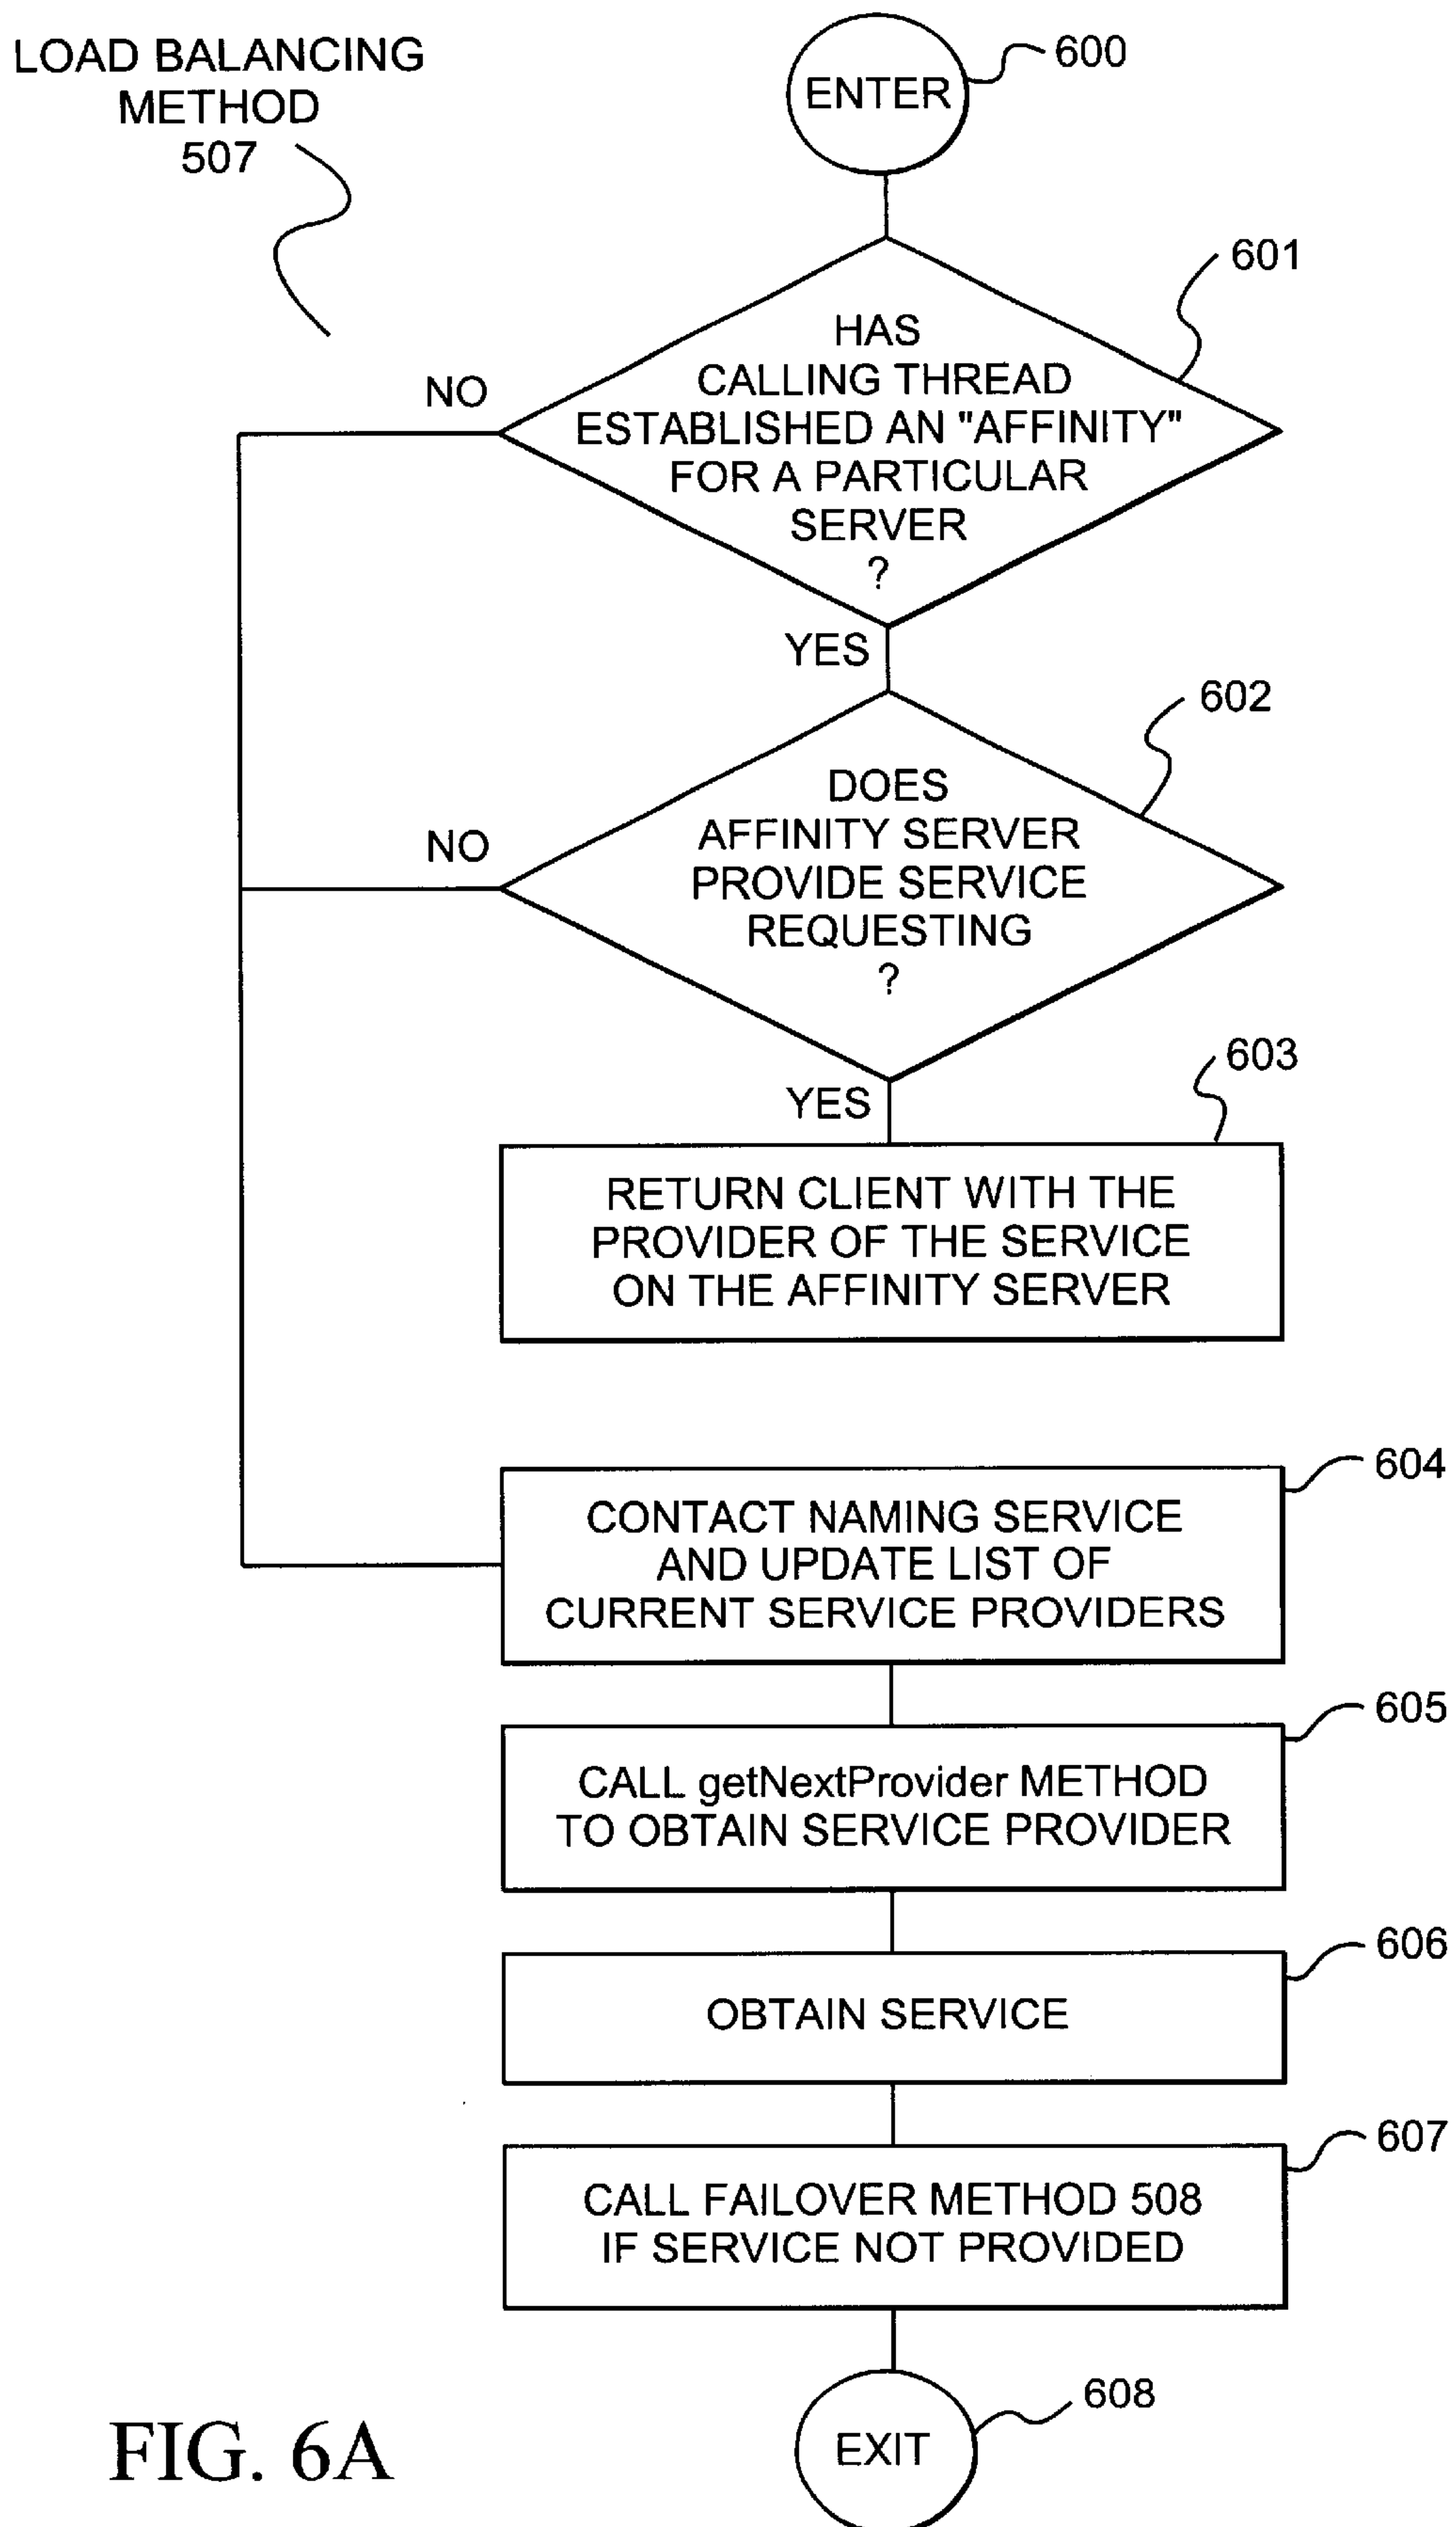 LOAD BALANCING
METHOD
507
ENTER
600
601
HAS
CALLING THREAD
ESTABLISHED AN "AFFINITY"
FOR A PARTICULAR
SERVER
?
NO
YES
602
DOES
AFFINITY SERVER
PROVIDE SERVICE
REQUESTING
?
NO
YES
603
RETURN CLIENT WITH THE
PROVIDER OF THE SERVICE
ON THE AFFINITY SERVER
604
CONTACT NAMING SERVICE
AND UPDATE LIST OF
CURRENT SERVICE PROVIDERS
605
CALL getNextProvider METHOD
TO OBTAIN SERVICE PROVIDER
606
OBTAIN SERVICE
607
CALL FAILOVER METHOD 508
IF SERVICE NOT PROVIDED
608
EXIT
FIG. 6A